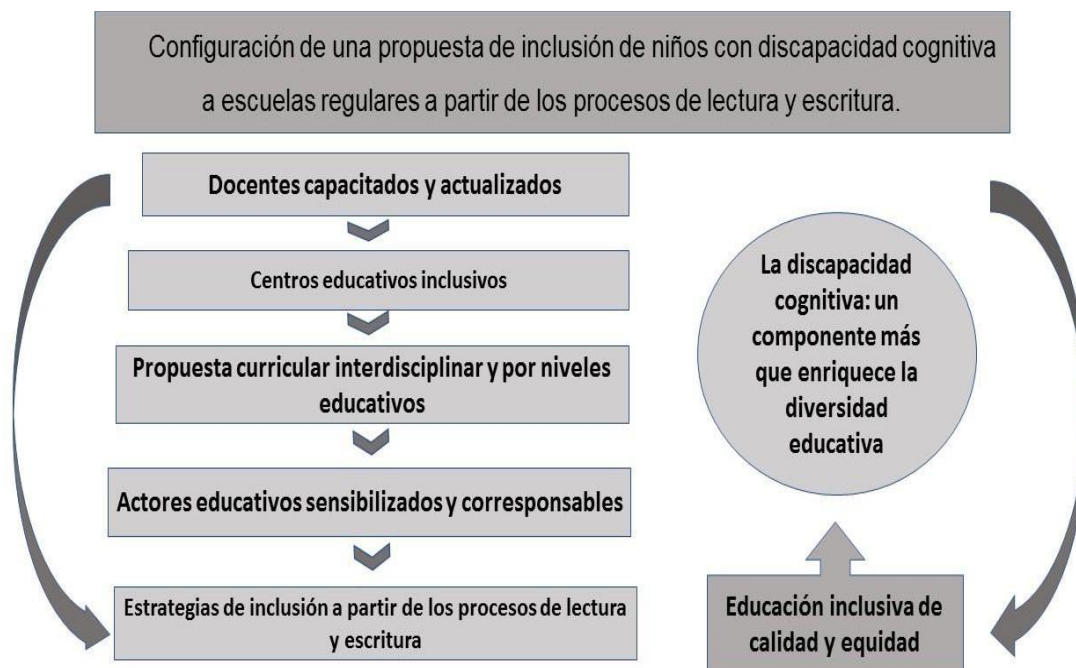 Configuración de una propuesta de inclusión de niños con discapacidad cognitiva
a escuelas regulares a partir de los procesos de lectura y escritura.
Docentes capacitados y actualizados
Centros educativos inclusivos
Propuesta curricular interdisciplinar y por niveles
educativos
Actores educativos sensibilizados y corresponsables
Estrategias de inclusión a partir de los procesos de lectura
y escritura
La discapacidad
cognitiva: un
componente más
que enriquece la
diversidad
educativa
Educación inclusiva de
calidad y equidad